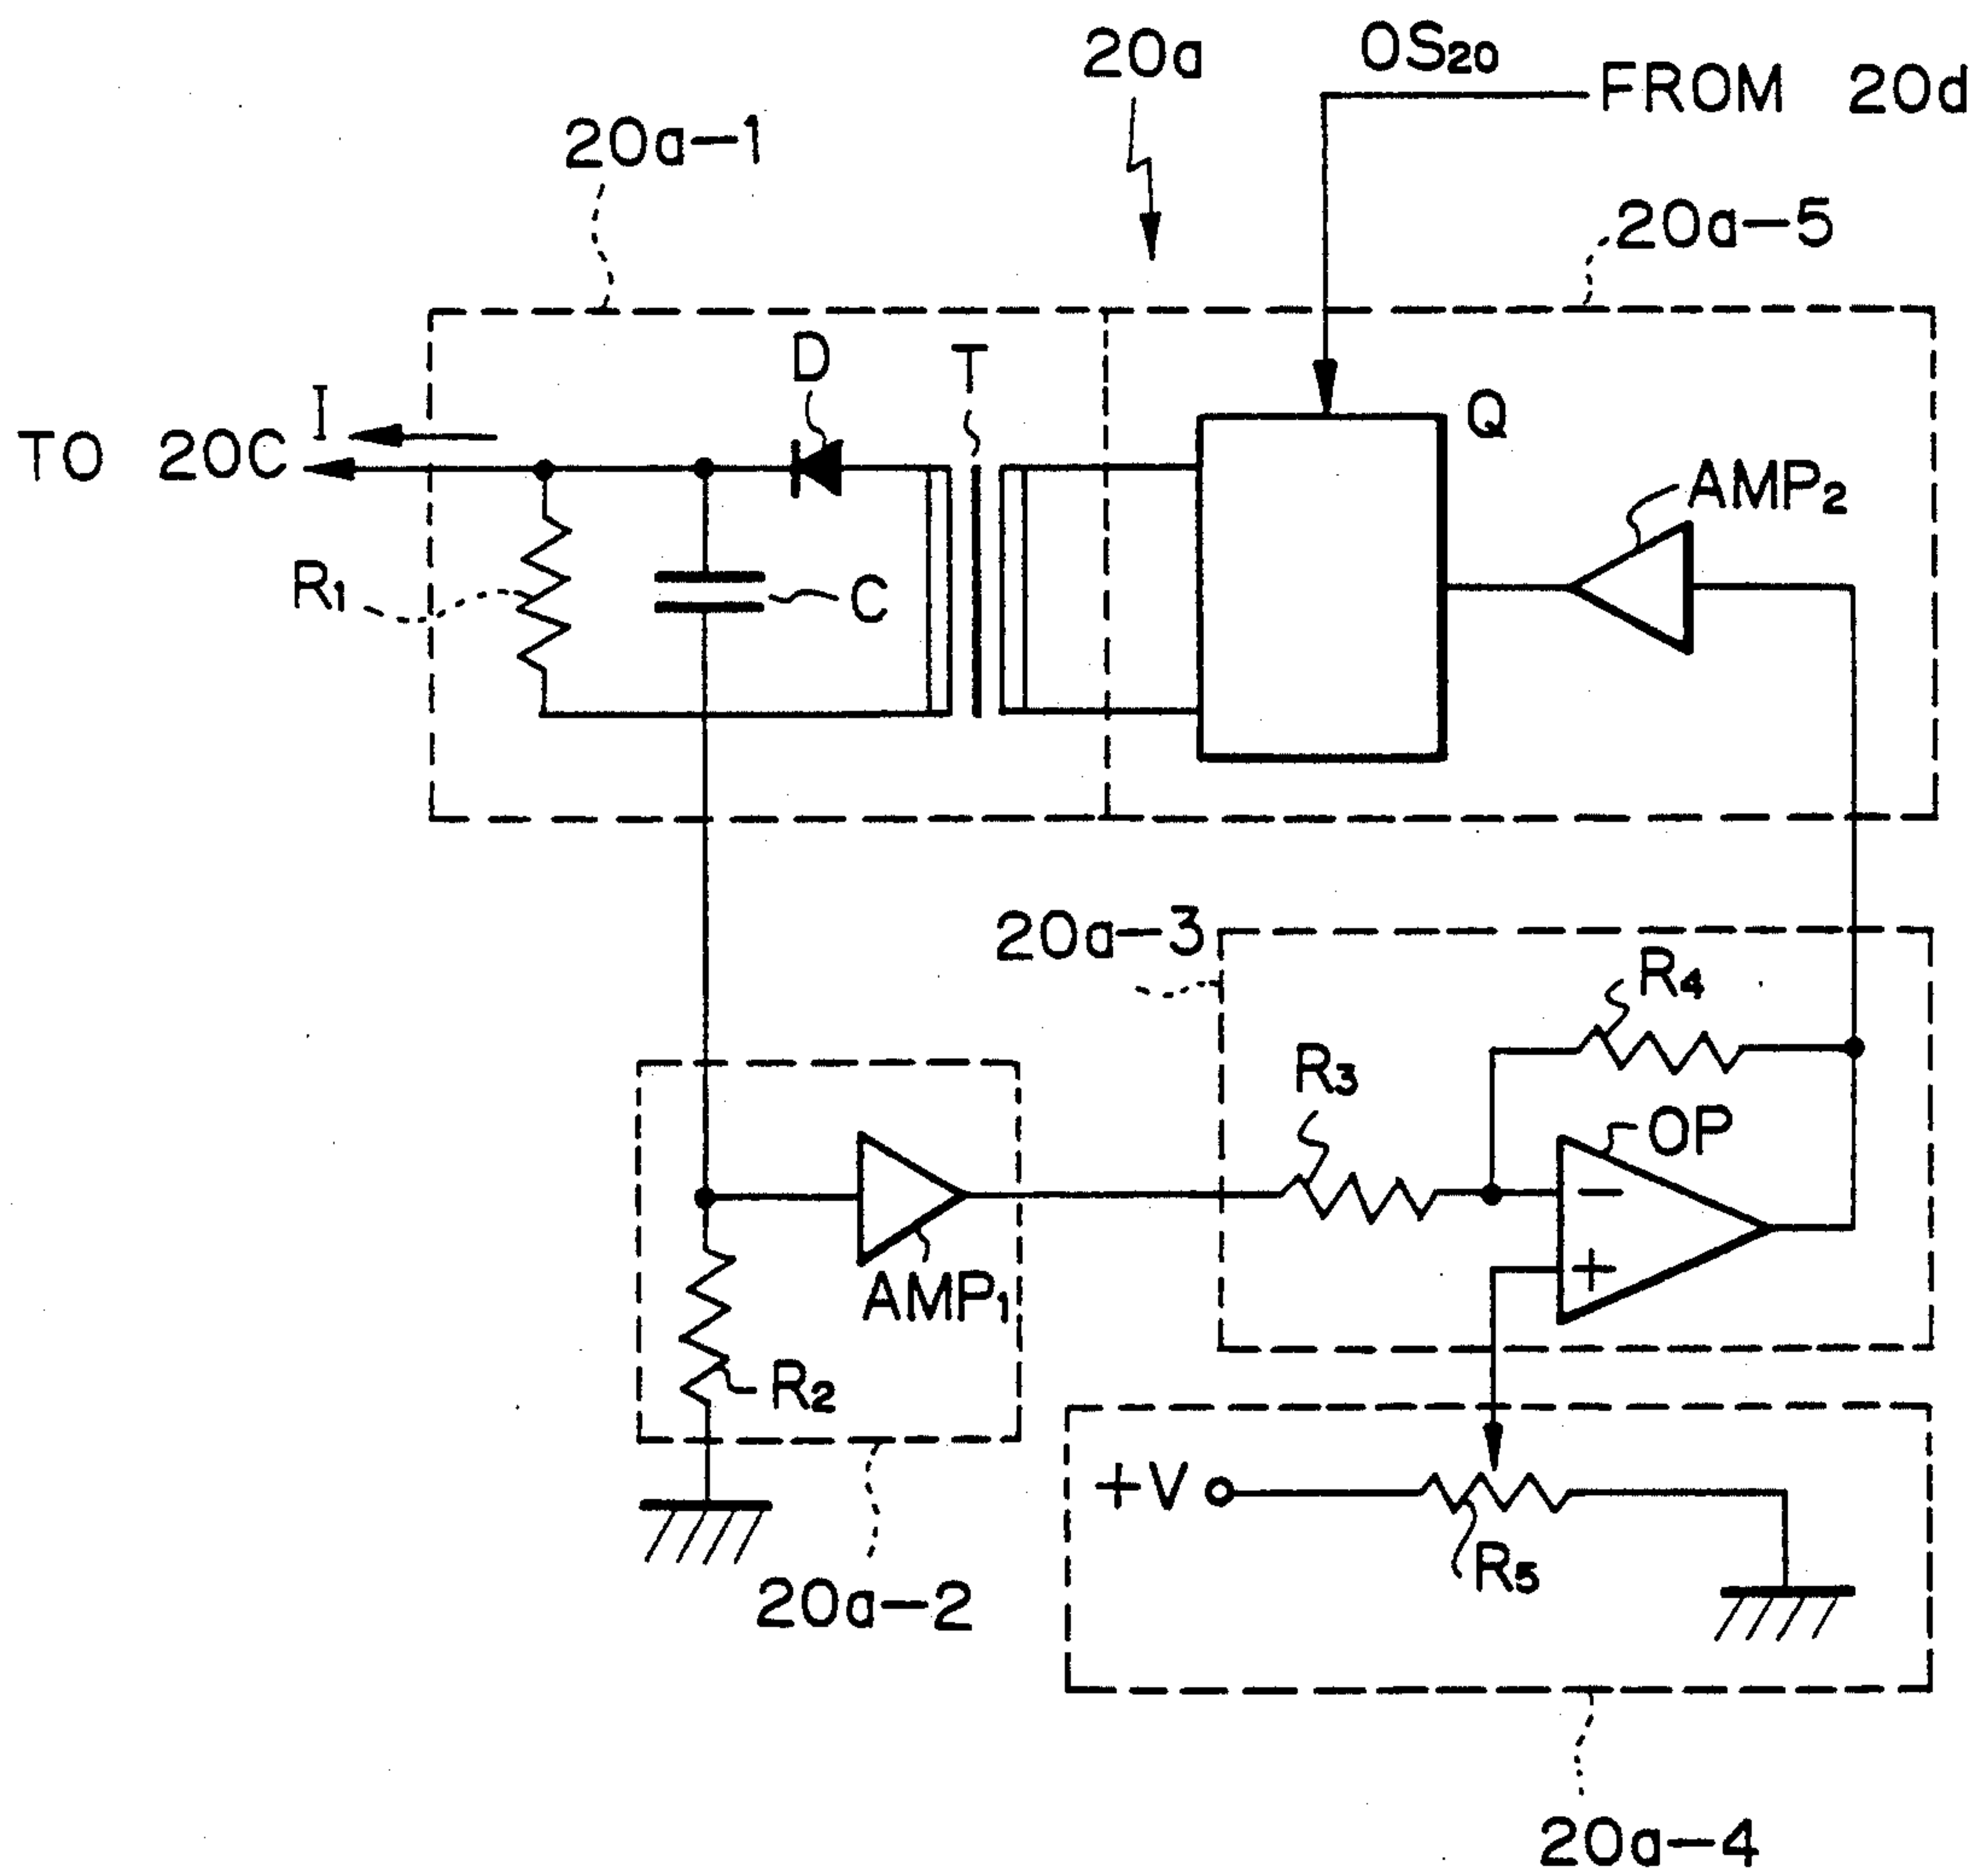 20a
OS20
FROM 20d
20a-1
20a-5
D
T
I
Q
TO 20C
AMP2
R1
C
20a-3
R4
R3
OP
-
AMP1
+
R2
+V
R5
20a-2
20a-4